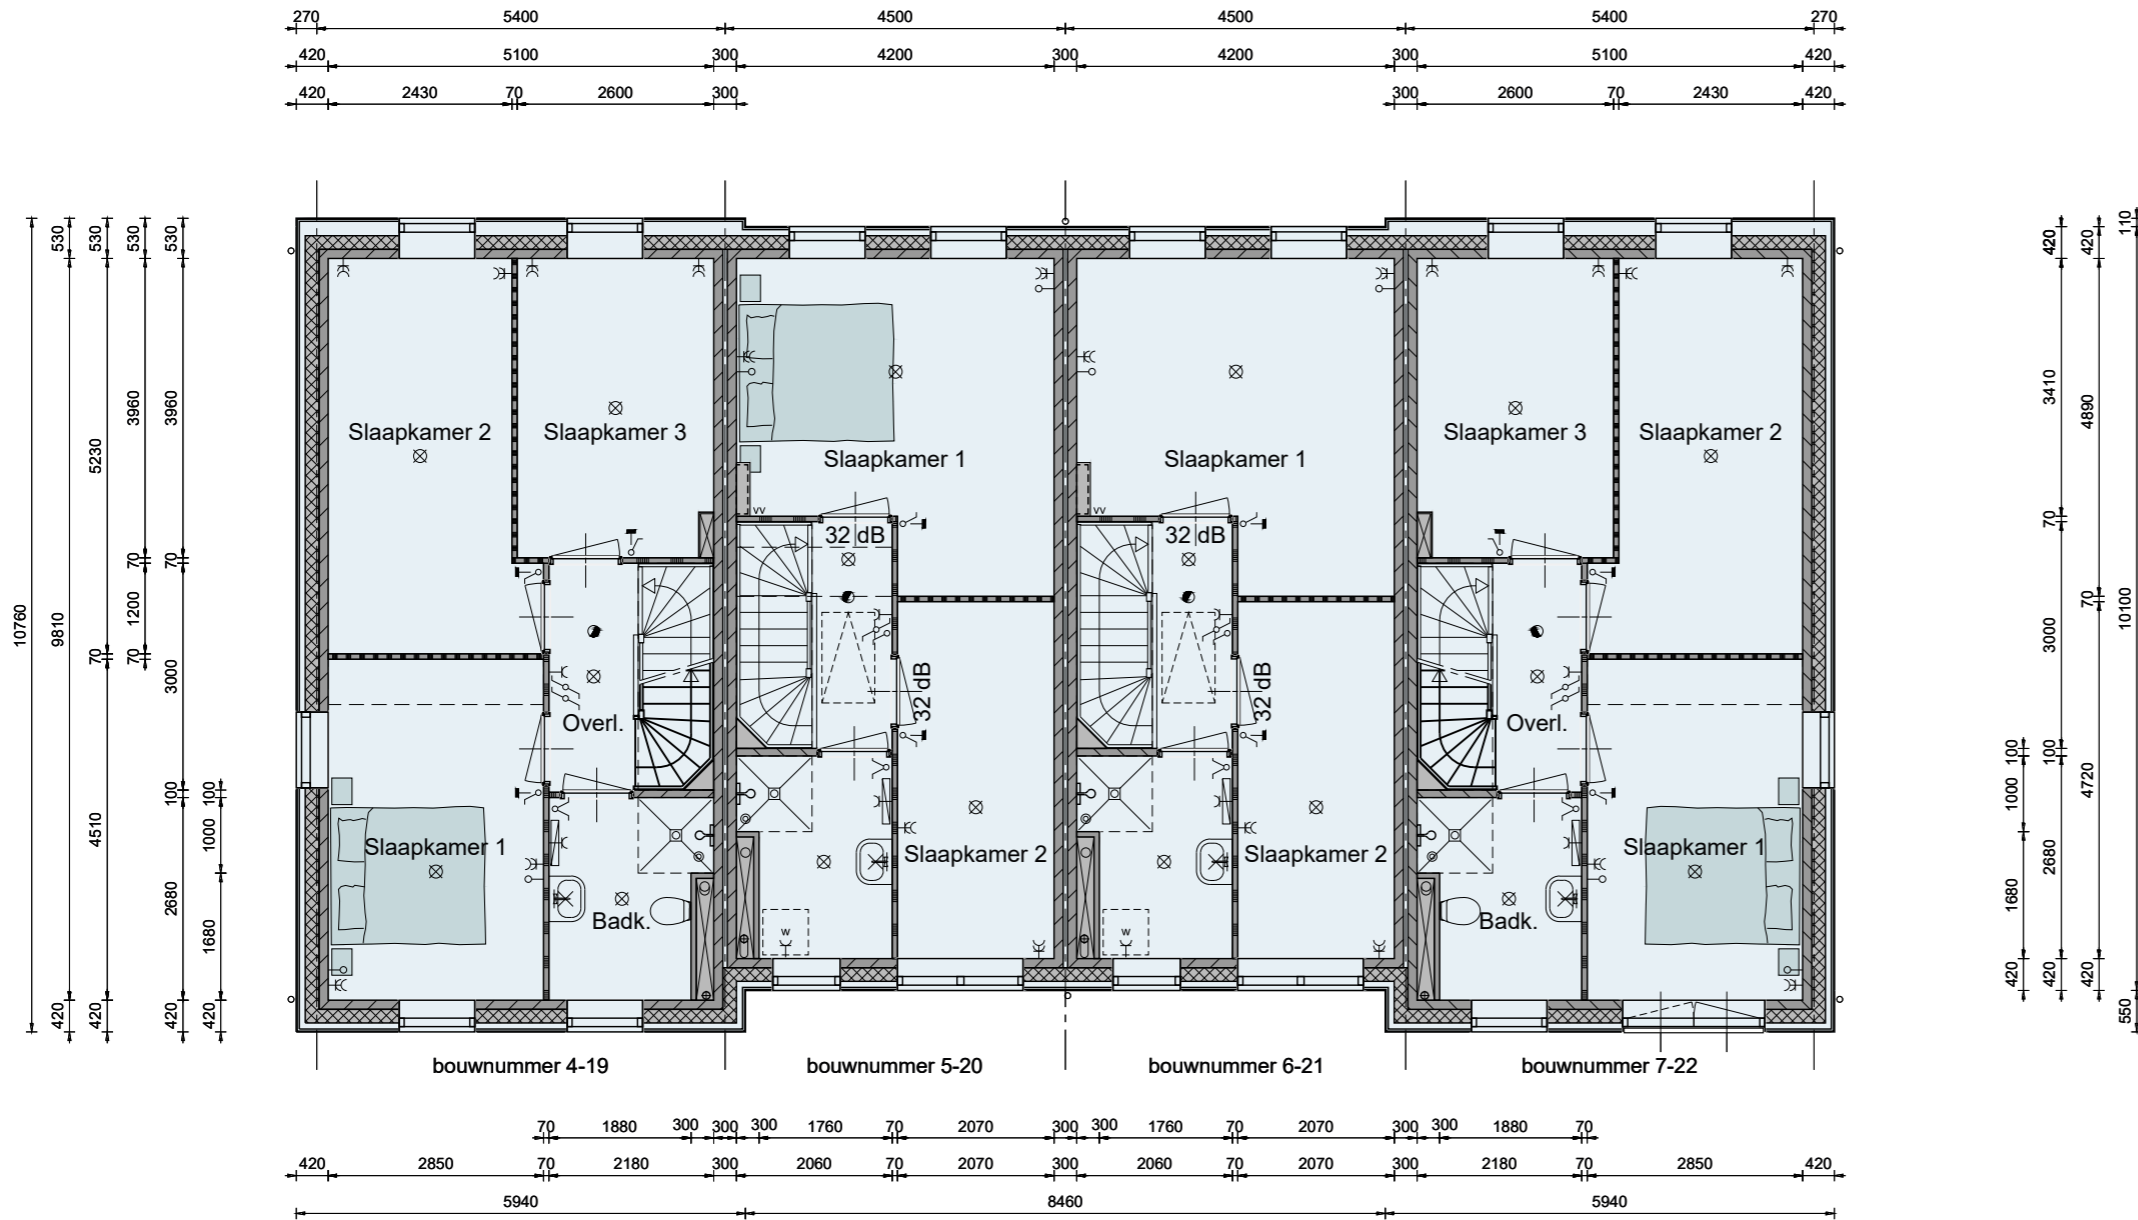 270 5400 4500 4500 5400 270
420 5100 300 4200 300 4200 300 5100 420
420 2430 70 2600 300 300 2600 70 2430 420
530 530 530 530 420 420 110
10760 9810 5230 3960 3960 3410 4890 10100
Slaapkamer 2 Slaapkamer 3 Slaapkamer 3 Slaapkamer 2
Slaapkamer 1 Slaapkamer 1
vv vv
32 dB 32 dB
70 70 70
1200 70
70 70 3000 3000
32 dB 32 dB
Overl. Overl.
100 100 100 100
4510 1000 1000 4720
Slaapkamer 1 Slaapkamer 2 Slaapkamer 2 Slaapkamer 1
2680 1680 1680 2680
Badk. Badk.
w w
420 420 420 420 420 420 420 550
bouwnummer 4-19 bouwnummer 5-20 bouwnummer 6-21 bouwnummer 7-22
70 1880 300 300 300 1760 70 2070 300 300 1760 70 2070 300 300 1880 70
420 2850 70 2180 300 2060 70 2070 300 2060 70 2070 300 2180 70 2850 420
5940 8460 5940